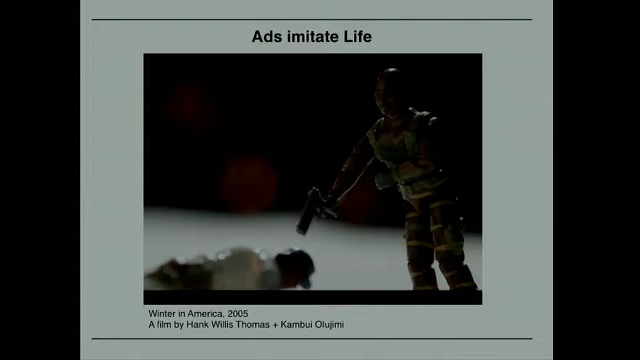 Ads imitate Life
Winter in America, 2005
A film by Hank Willis Thomas + Kambui Olujimi